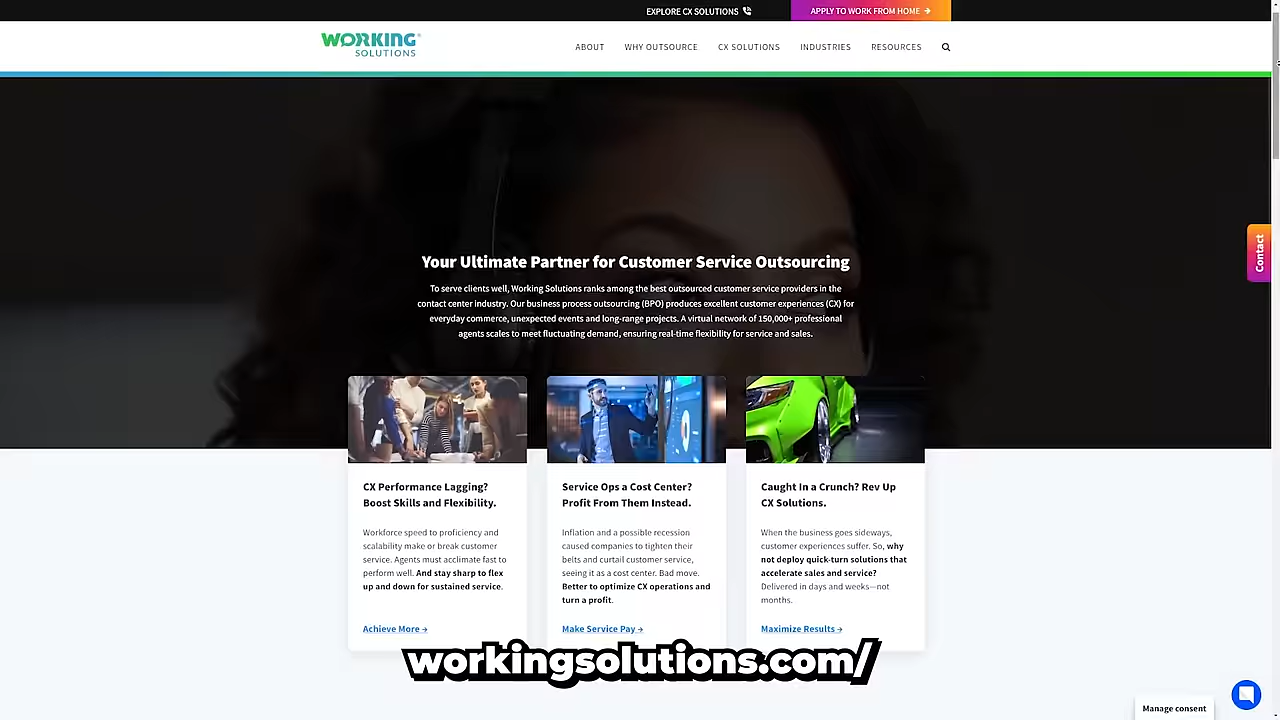 EXPLORE CX SOLUTIONS
APPLY TO WORK FROM HOME →
WORKING®
SOLUTIONS
ABOUT
WHY OUTSOURCE
CX SOLUTIONS
INDUSTRIES
RESOURCES
Contact
Your Ultimate Partner for Customer Service Outsourcing
To serve clients well, Working Solutions ranks among the best outsourced customer service providers in the
contact center industry. Our business process outsourcing (BPO) produces excellent customer experiences (CX) for
everyday commerce, unexpected events and long-range projects. A virtual network of 150,000+ professional
agents scales to meet fluctuating demand, ensuring real-time flexibility for service and sales.
CX Performance Lagging?
Boost Skills and Flexibility.
Workforce speed to proficiency and
scalability make or break customer
service. Agents must acclimate fast to
perform well. And stay sharp to flex
up and down for sustained service.
Achieve More →
Service Ops a Cost Center?
Profit From Them Instead.
Inflation and a possible recession
caused companies to tighten their
belts and curtail customer service,
seeing it as a cost center. Bad move.
Better to optimize CX operations and
turn a profit.
Make Service Pay →
Caught In a Crunch? Rev Up
CX Solutions.
When the business goes sideways,
customer experiences suffer. So, why
not deploy quick-turn solutions that
accelerate sales and service?
Delivered in days and weeks—not
months.
Maximize Results →
workingsolutions.com/
Manage consent